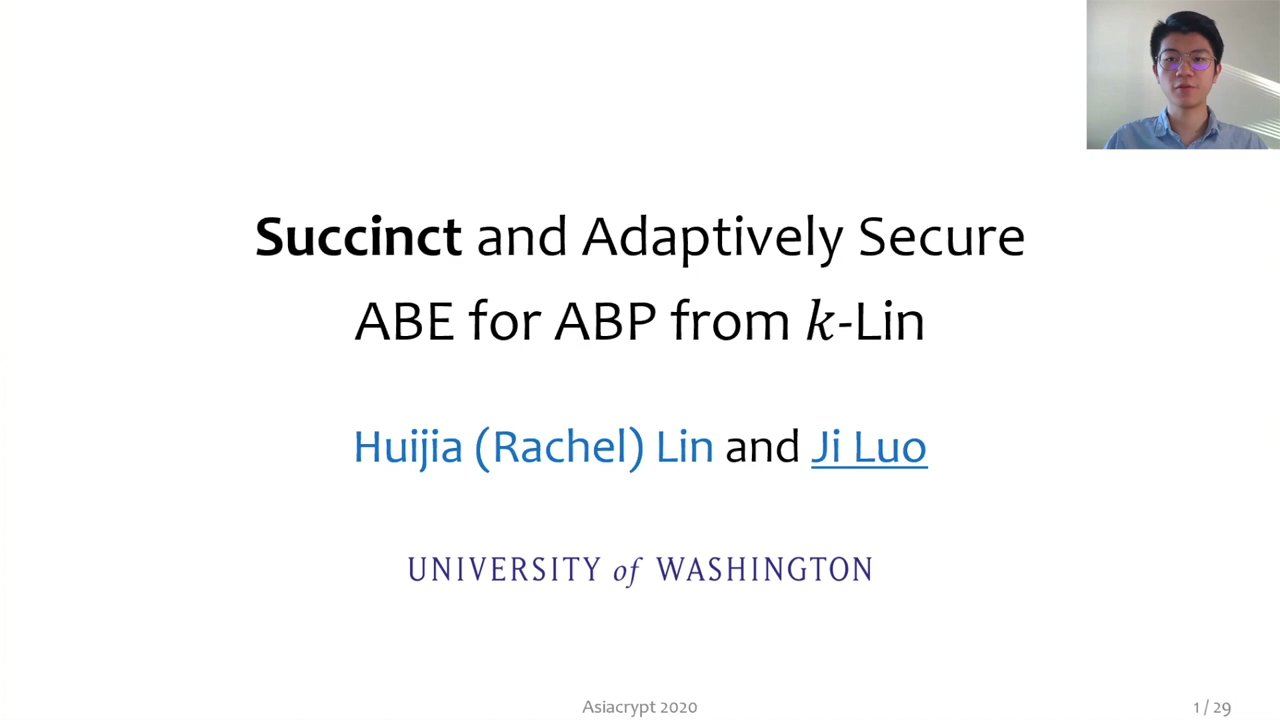 Succinct and Adaptively Secure
ABE for ABP from k-Lin
Huijia (Rachel) Lin and Ji Luo
UNIVERSITY of WASHINGTON
Asiacrypt 2020
1 / 29